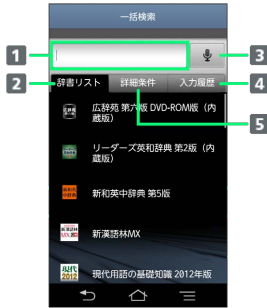 一括検索
1
3
2
辞書リスト 詳細条件 入力履歴
4
5
広辞苑 第六版 DVD-ROM版（内
蔵版）
リーダーズ英和辞典 第2版（内
蔵版）
新和英中辞典 第5版
新漢語林MX
現代
2012
現代用語の基礎知識 2012年版